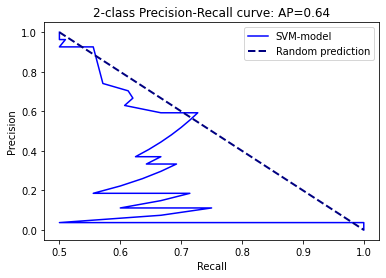 2-class Precision-Recall curve: AP=0.64
SVM-model
Random prediction
Precision
1.0
0.8
0.6
0.4
0.2
0.0
0.5
0.6
0.7
0.8
0.9
1.0
Recall